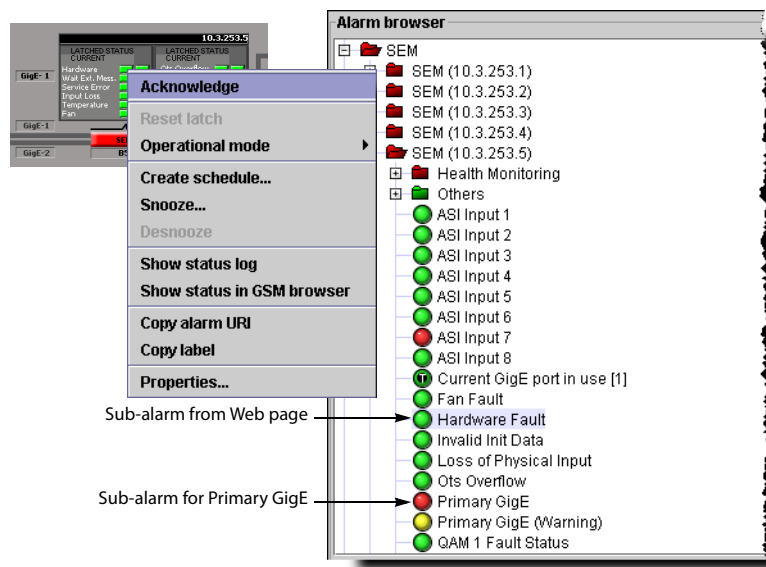 10.3.253.5
LATCHED STATUS
CURRENT
LATCHED STATUS
CURRENT
GigE- 1
Hardware
Wait Ext. Mess.
Service Error
Input Loss
Temperature
Fan
Ots Overflow
GigE-1
GigE-2
Acknowledge
Reset latch
Operational mode
Create schedule...
Snooze...
Desnooze
Show status log
Show status in GSM browser
Copy alarm URI
Copy label
Properties...
Sub-alarm from Web page
Sub-alarm for Primary GigE
Alarm browser
SEM
SEM (10.3.253.1)
SEM (10.3.253.2)
SEM (10.3.253.3)
SEM (10.3.253.4)
SEM (10.3.253.5)
Health Monitoring
Others
ASI Input 1
ASI Input 2
ASI Input 3
ASI Input 4
ASI Input 5
ASI Input 6
ASI Input 7
ASI Input 8
T Current GigE port in use [1]
Fan Fault
Hardware Fault
Invalid Init Data
Loss of Physical Input
Ots Overflow
Primary GigE
Primary GigE (Warning)
QAM 1 Fault Status